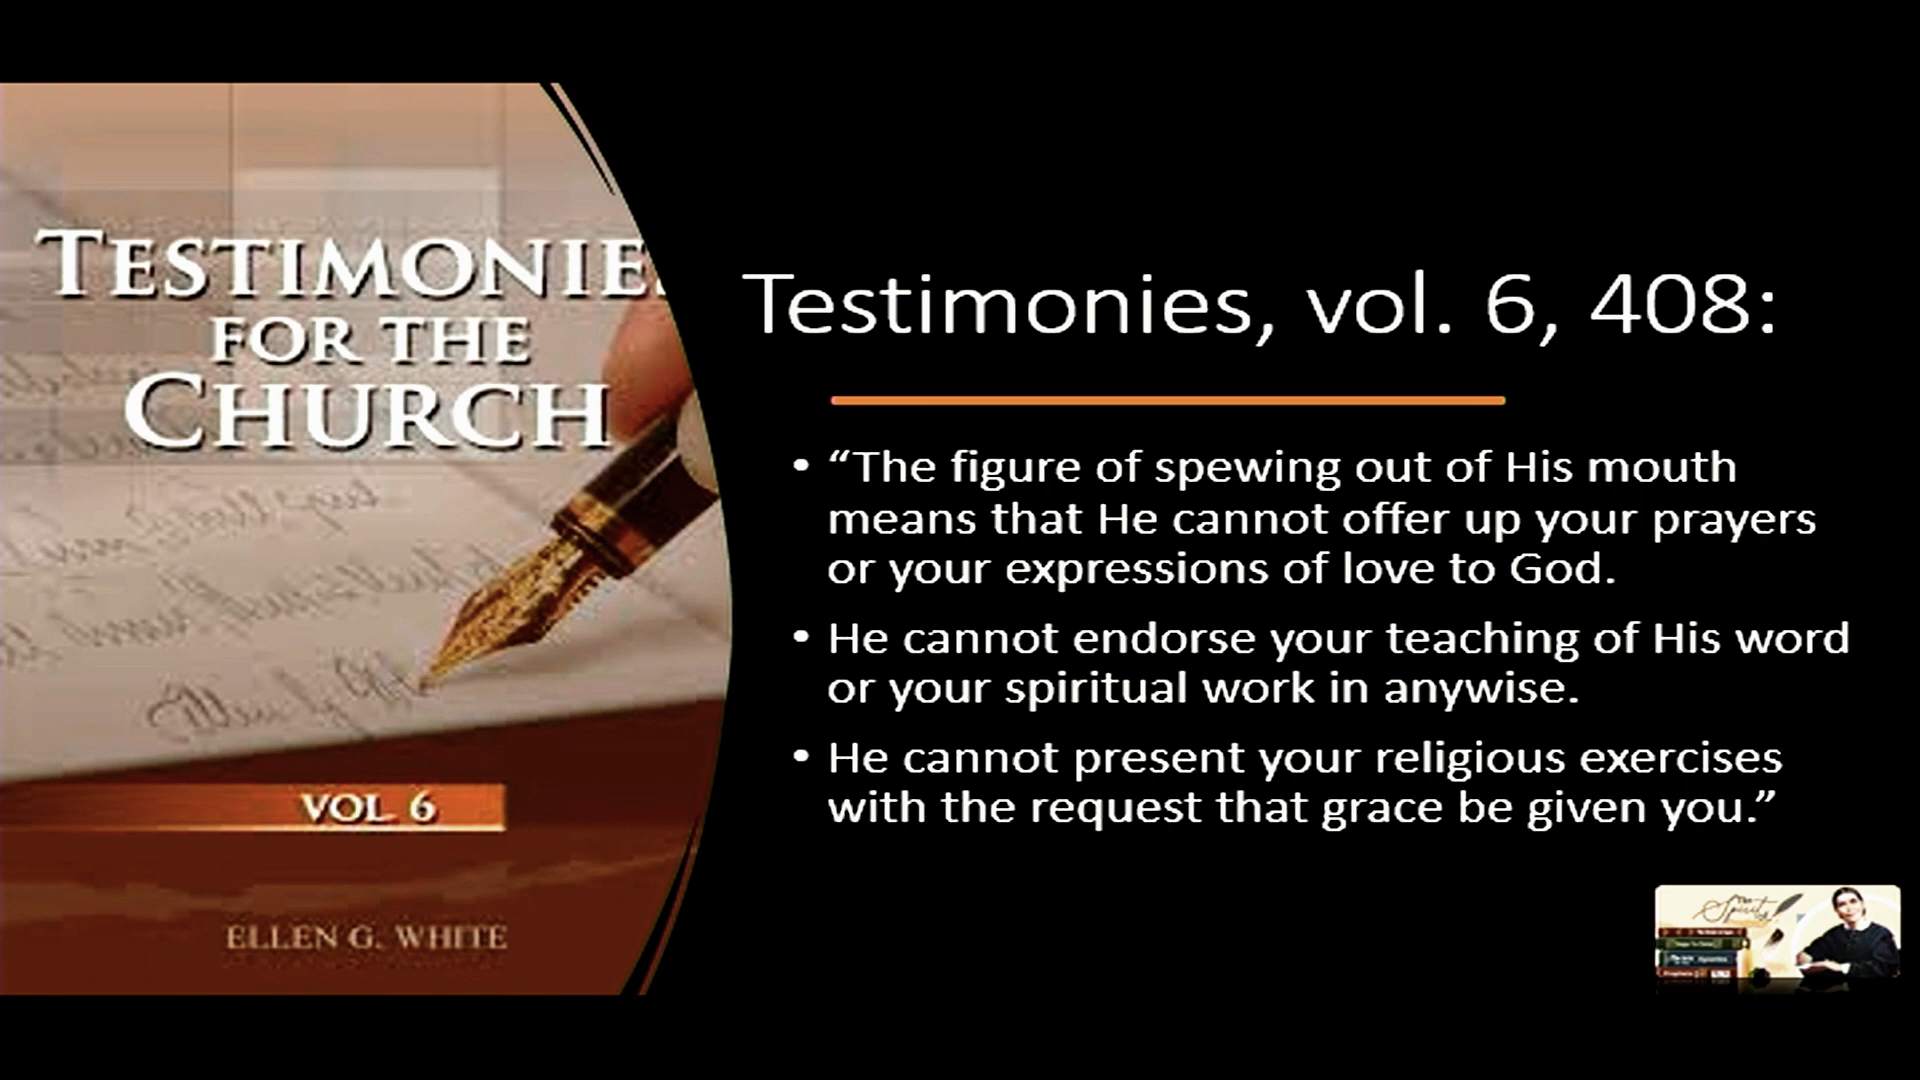 TESTIMONIES
FOR THE
CHURCH
VOL. 6
ELLEN G. WHITE
Testimonies, vol. 6, 408:
• “The figure of spewing out of His mouth
means that He cannot offer up your prayers
or your expressions of love to God.
• He cannot endorse your teaching of His word
or your spiritual work in anywise.
• He cannot present your religious exercises
with the request that grace be given you.”
The
Spirit